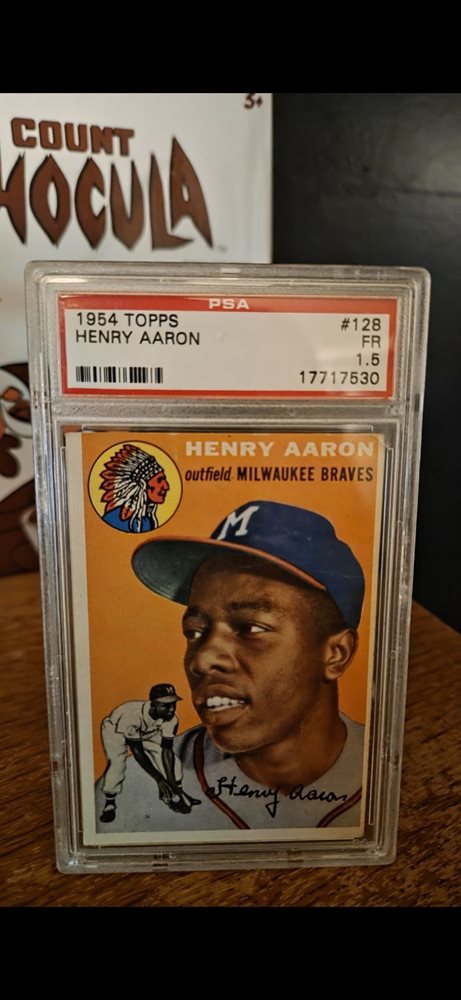 5+
COUNT
HOCULA
PSA
1954 TOPPS #128
HENRY AARON FR
1.5
17717530
HENRY AARON
outfield MILWAUKEE BRAVES
M
M
Henry Aaron